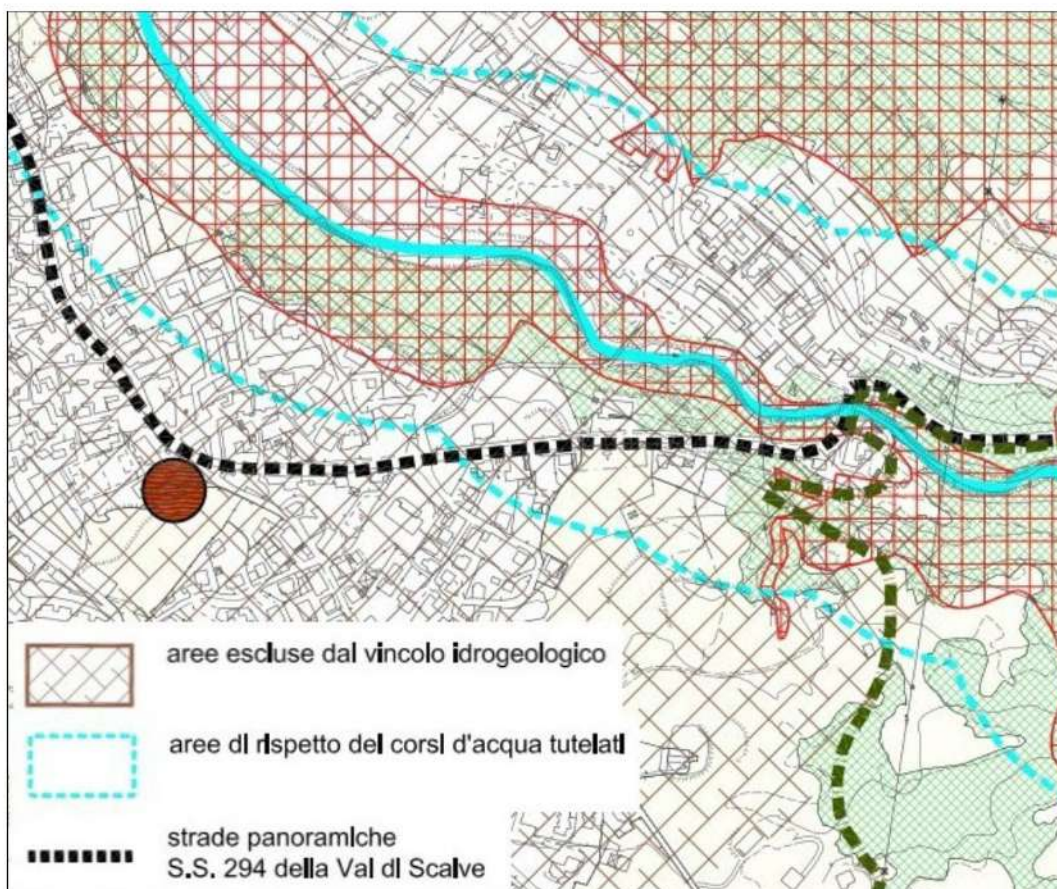 aree escluse dal vincolo idrogeologico
aree di rispetto dei corsi d'acqua tutelati
strade panoramiche
S.S. 294 della Val di Scalve